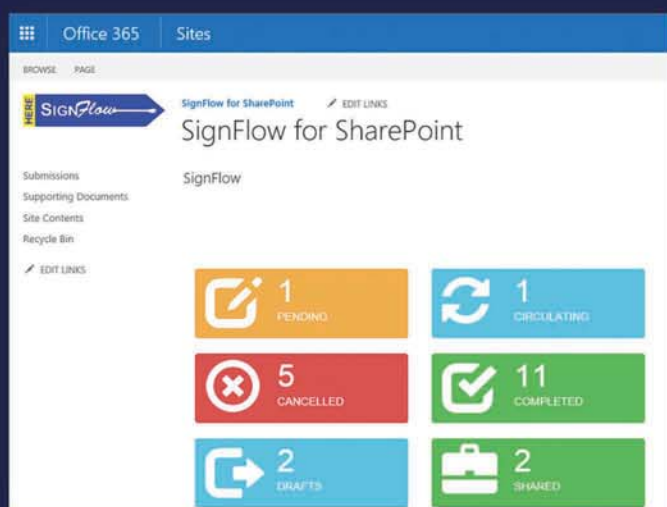 Office 365
Sites
BROWSE PAGE
HERE
SIGNFlow
SignFlow for SharePoint EDIT LINKS
SignFlow for SharePoint
SignFlow
Submissions
Supporting Documents
Site Contents
Recycle Bin
EDIT LINKS
1
PENDING
1
CIRCULATING
5
CANCELLED
11
COMPLETED
2
DRAFTS
2
SHARED